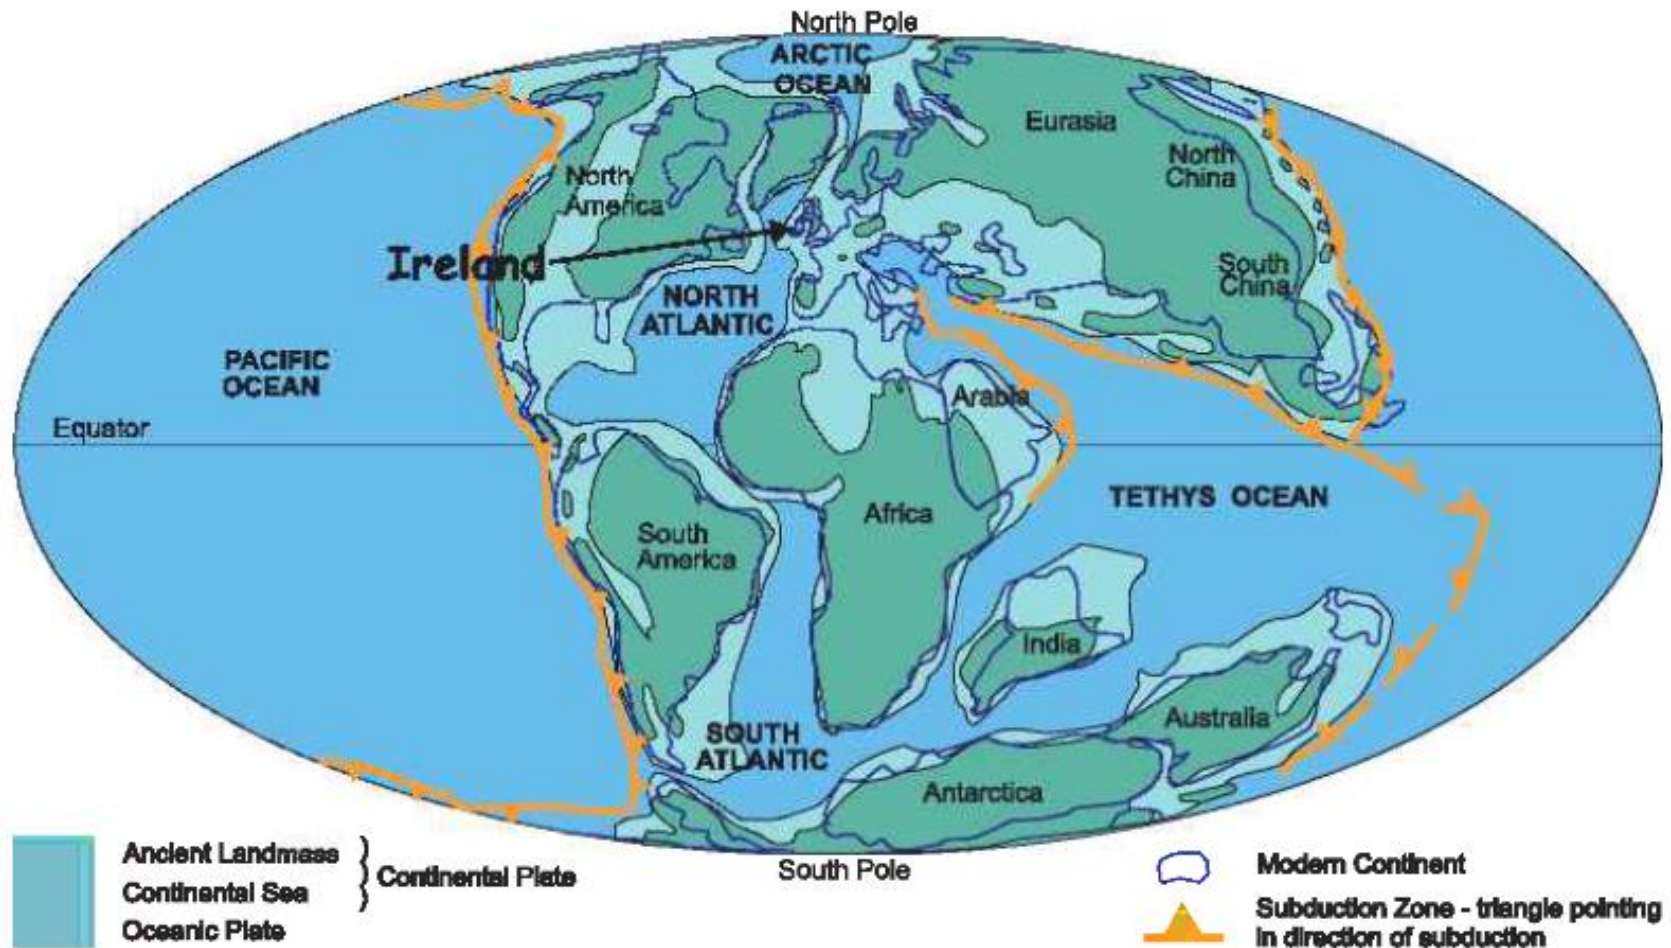 North Pole
ARCTIC
OCEAN
Eurasia
North
China
North
America
Ireland
South
China
NORTH
ATLANTIC
PACIFIC
OCEAN
Arabia
Equator
TETHYS OCEAN
Africa
South
America
India
Australia
SOUTH
ATLANTIC
Antarctica
South Pole
Ancient Landmass
Continental Sea
Continental Plate
Oceanic Plate
Modern Continent
Subduction Zone - triangle pointing
in direction of subduction